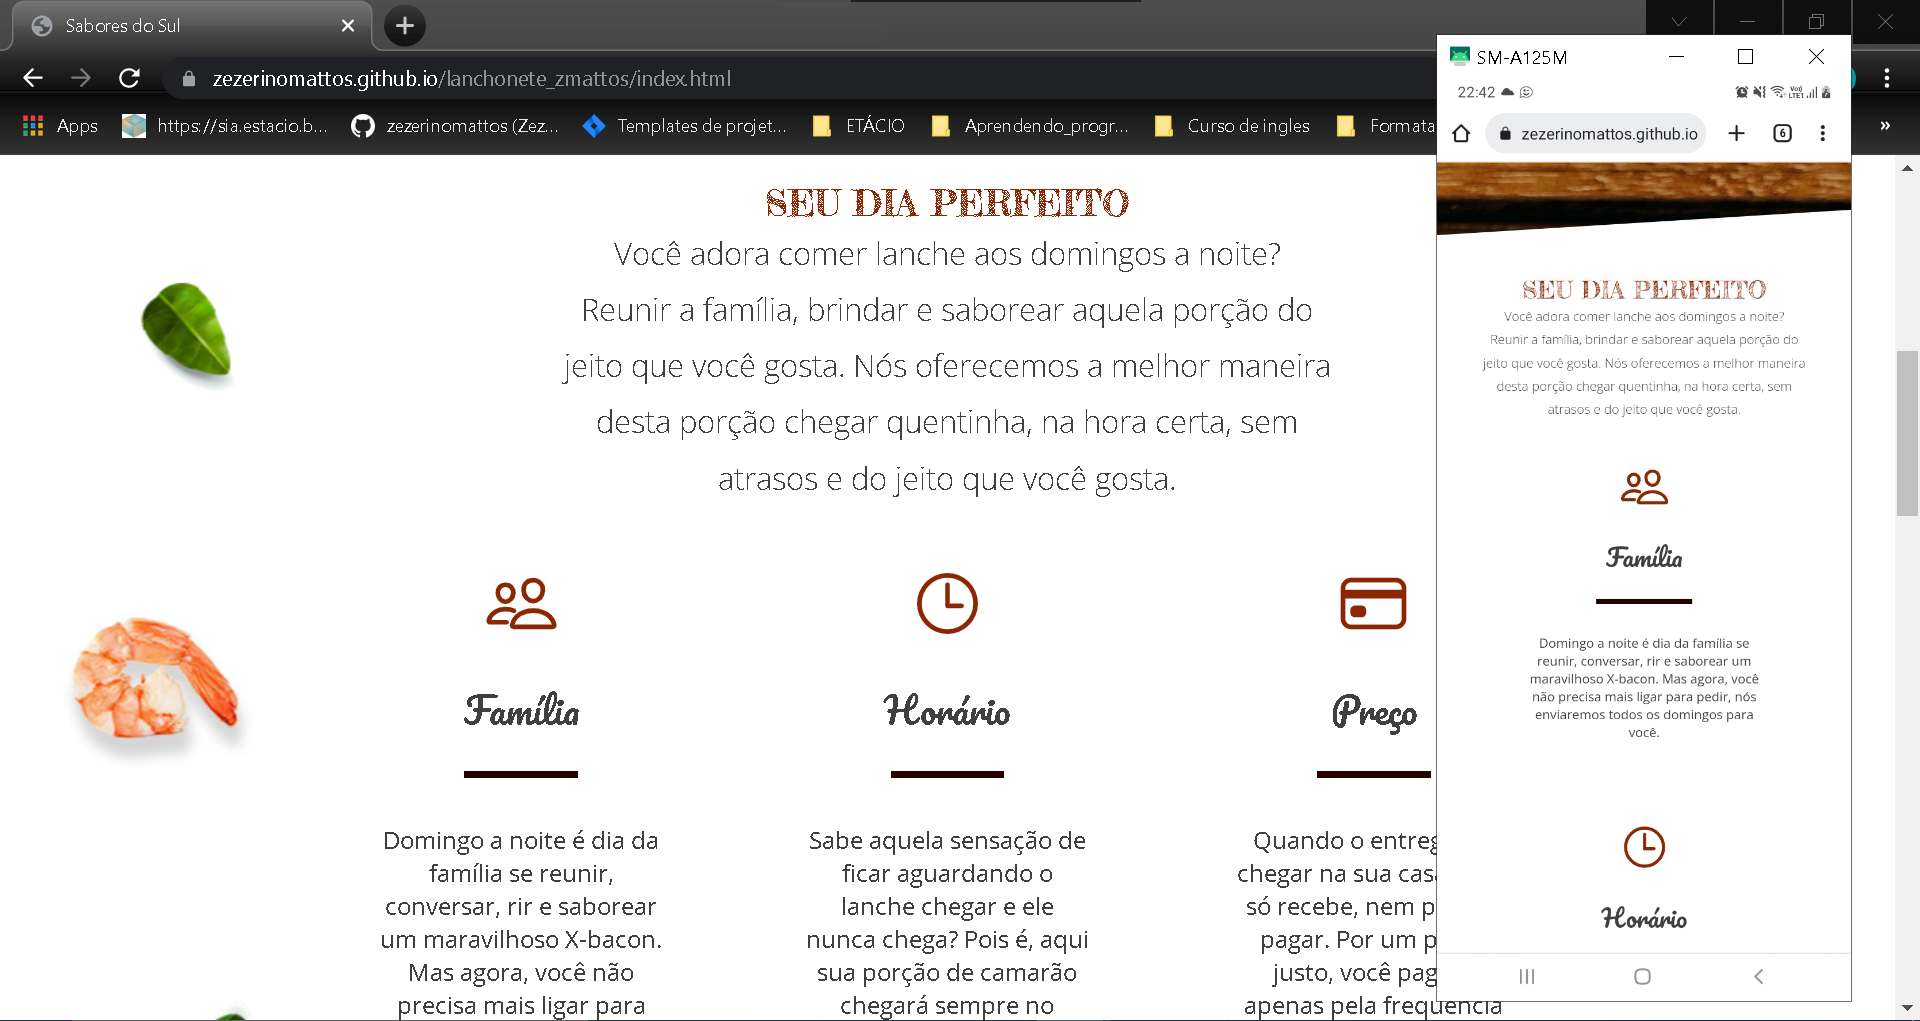 Sabores do Sul
zezerinomattos.github.io/lanchonete_zmattos/index.html
Apps
https://sia.estacio.b...
zezerinomattos (Zez...
Templates de projet...
ETÁCIO
Aprendendo_progr...
Curso de ingles
Formata
»
SEU DIA PERFEITO
Você adora comer lanche aos domingos a noite?
Reunir a família, brindar e saborear aquela porção do
jeito que você gosta. Nós oferecemos a melhor maneira
desta porção chegar quentinha, na hora certa, sem
atrasos e do jeito que você gosta.
Família
Domingo a noite é dia da
família se reunir,
conversar, rir e saborear
um maravilhoso X-bacon.
Mas agora, você não
precisa mais ligar para
Horário
Sabe aquela sensação de
ficar aguardando o
lanche chegar e ele
nunca chega? Pois é, aqui
sua porção de camarão
chegará sempre no
Preço
Quando o entreg
chegar na sua cas
só recebe, nem p
pagar. Por um p
justo, você pag
apenas pela frequencia
SM-A125M
22:42
Vo))
LTE1
zezerinomattos.github.io
6
SEU DIA PERFEITO
Você adora comer lanche aos domingos a noite?
Reunir a família, brindar e saborear aquela porção do
jeito que você gosta. Nós oferecemos a melhor maneira
desta porção chegar quentinha, na hora certa, sem
atrasos e do jeito que você gosta.
Família
Domingo a noite é dia da família se
reunir, conversar, rir e saborear um
maravilhoso X-bacon. Mas agora, você
não precisa mais ligar para pedir, nós
enviaremos todos os domingos para
você.
Horário